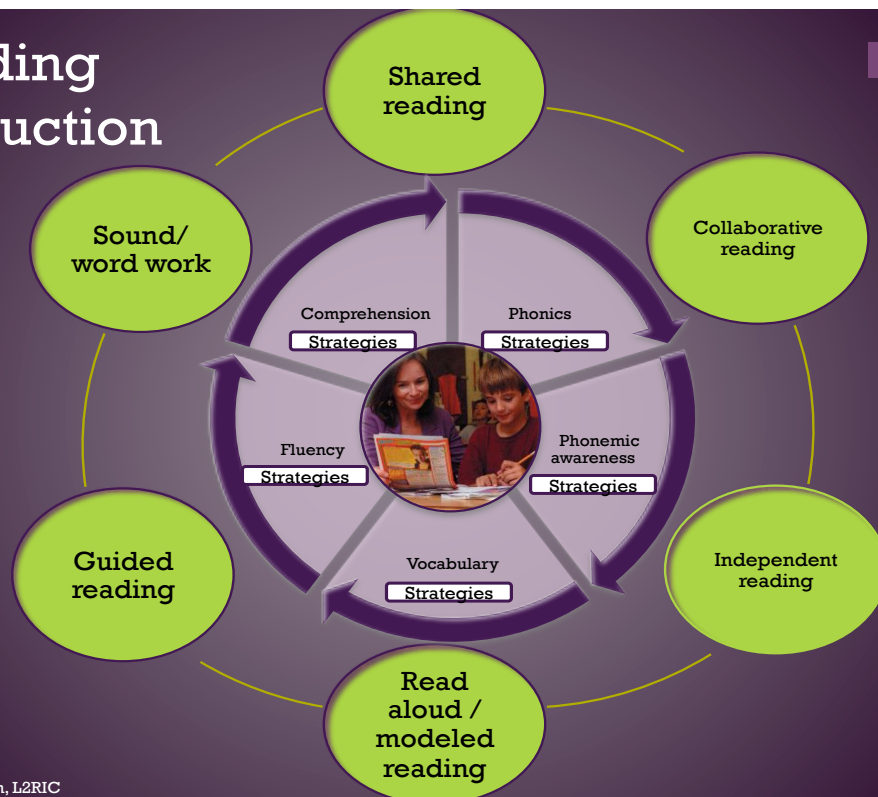 ding
uction
Shared
reading
Collaborative
reading
Sound/
word work
Comprehension
Strategies
Phonics
Strategies
Fluency
Strategies
Phonemic
awareness
Strategies
Vocabulary
Strategies
Guided
reading
Independent
reading
Read
aloud /
modeled
reading
n, L2RIC